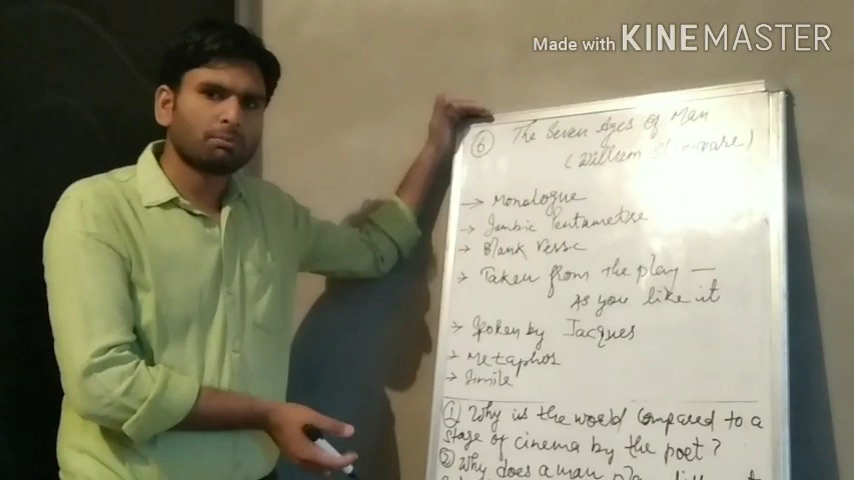 Made with KINEMASTER
⑥ The Seven Ages Of Man
(William
→ Monologue
→ Iambic Pentametre
→ Blank Verse
→ Taken from the play —
As you like it
→ Spoken by Jacques
→ Metaphor
→ Simile
① Why is the world Compared to a
stage of cinema by the poet?
② Why does a man play